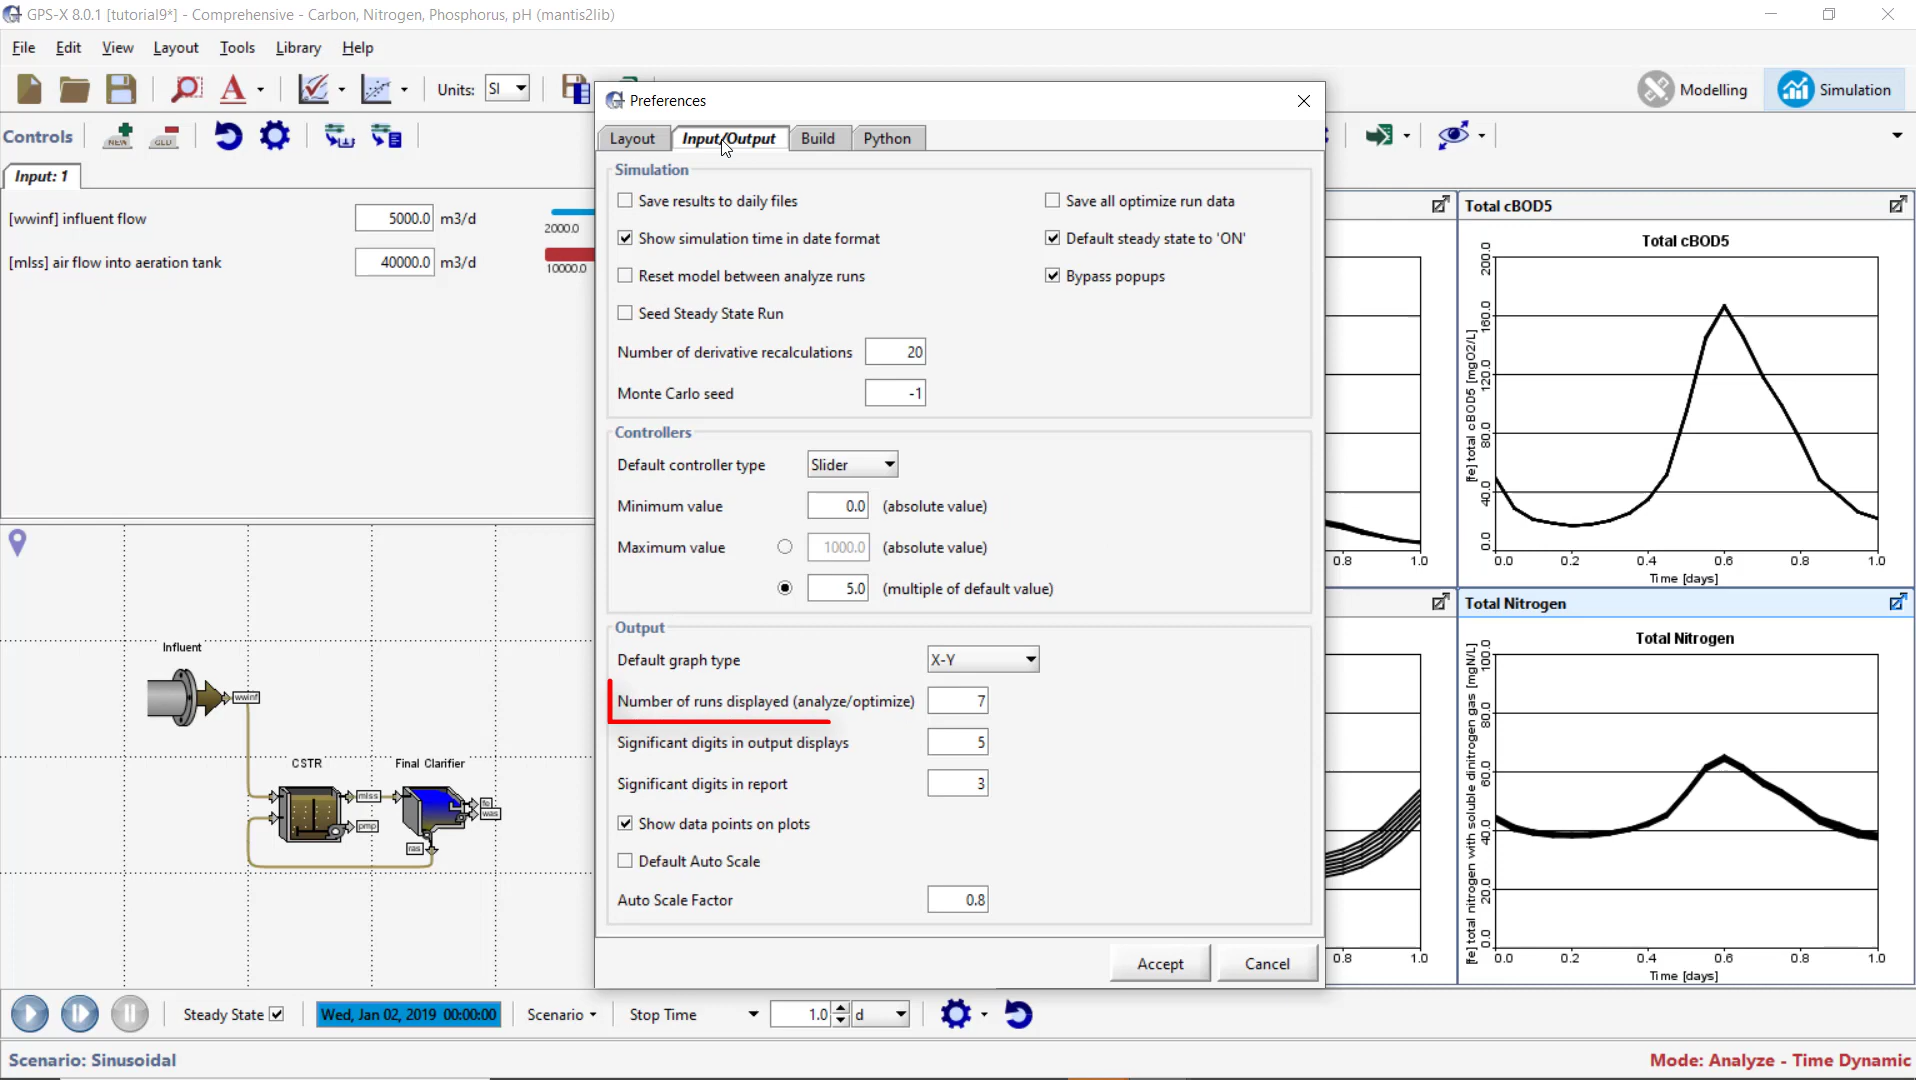 GPS-X 8.0.1 [tutorial9*] - Comprehensive - Carbon, Nitrogen, Phosphorus, pH (mantis2lib)
File Edit View Layout Tools Library Help
Units: SI
Modelling Simulation
Controls NEW
Input: 1
[wwinf] influent flow 5000.0 m3/d 2000.0
[mlss] air flow into aeration tank 40000.0 m3/d 10000.0
Influent
wwinf
CSTR Final Clarifier
mlss fe
was
pmp
ras
Preferences
Layout Input/Output Build Python
Simulation
Save results to daily files Save all optimize run data
Show simulation time in date format Default steady state to 'ON'
Reset model between analyze runs Bypass popups
Seed Steady State Run
Number of derivative recalculations 20
Monte Carlo seed -1
Controllers
Default controller type Slider
Minimum value 0.0 (absolute value)
Maximum value 1000.0 (absolute value)
5.0 (multiple of default value)
Output
Default graph type X-Y
Number of runs displayed (analyze/optimize) 7
Significant digits in output displays 5
Significant digits in report 3
Show data points on plots
Default Auto Scale
Auto Scale Factor 0.8
Accept Cancel
0.8 1.0
0.8 1.0
Total cBOD5
Total cBOD5
[fe] total cBOD5 [mgO2/L]
200.0
160.0
120.0
80.0
40.0
0.0
0.0 0.2 0.4 0.6 0.8 1.0
Time [days]
Total Nitrogen
Total Nitrogen
[fe] total nitrogen with soluble dinitrogen gas [mgN/L]
100.0
80.0
60.0
40.0
20.0
0.0
0.0 0.2 0.4 0.6 0.8 1.0
Time [days]
Steady State Wed, Jan 02, 2019 00:00:00 Scenario Stop Time 1.0 d
Scenario: Sinusoidal Mode: Analyze - Time Dynamic